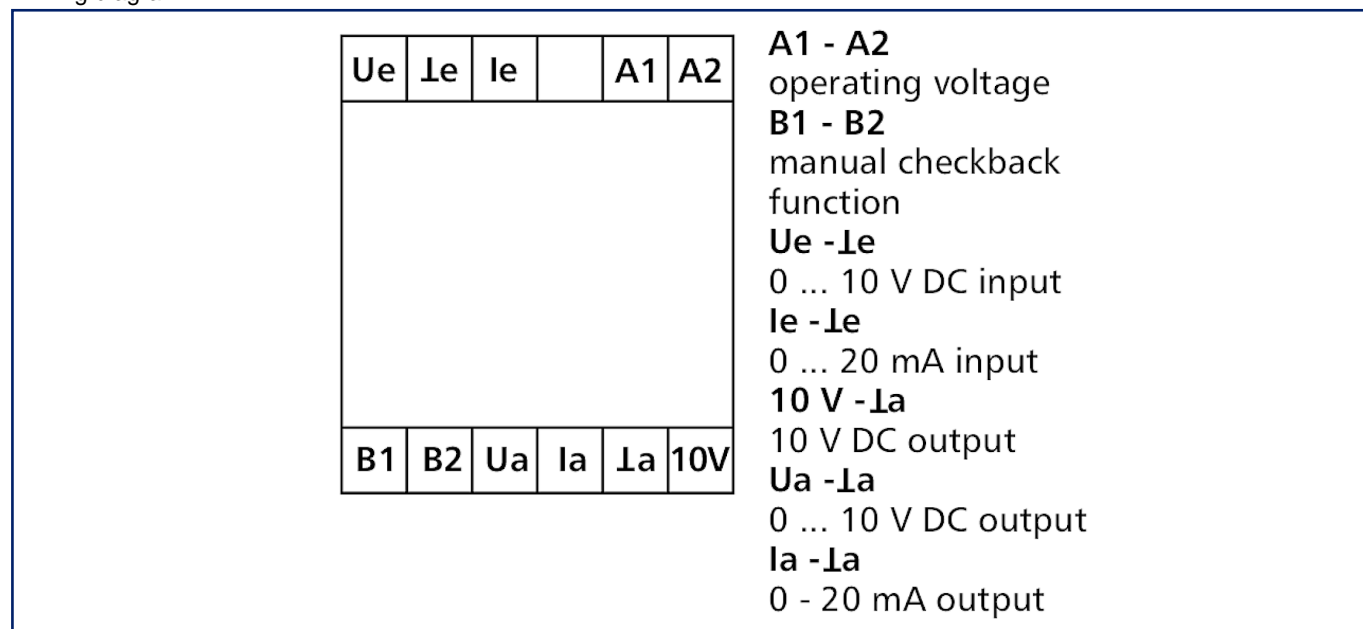 Ue ⊥e Ie A1 A2
B1 B2 Ua Ia ⊥a 10V
A1 - A2
operating voltage
B1 - B2
manual checkback
function
Ue -⊥e
0 ... 10 V DC input
Ie -⊥e
0 ... 20 mA input
10 V -⊥a
10 V DC output
Ua -⊥a
0 ... 10 V DC output
Ia -⊥a
0 - 20 mA output